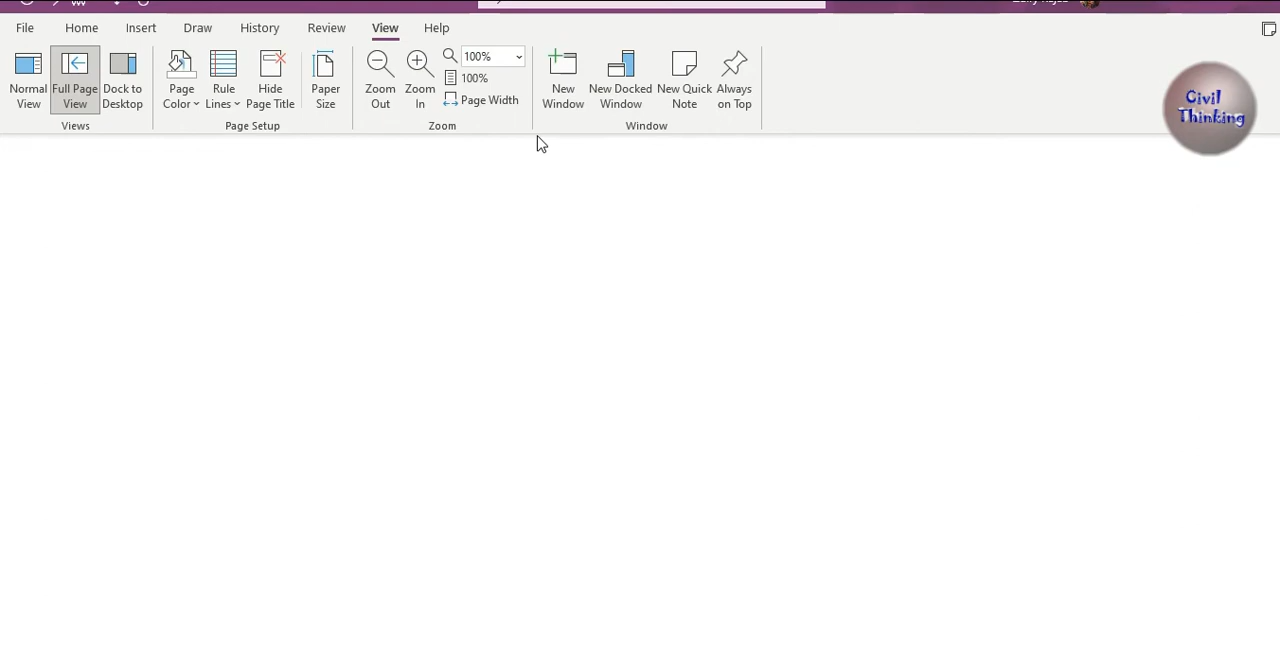 File Home Insert Draw History Review View Help
Normal View
Full Page View
Dock to Desktop
Views
Page Color
Rule Lines
Hide Page Title
Paper Size
Page Setup
Zoom Out
Zoom In
100%
100%
Page Width
Zoom
New Window
New Docked Window
New Quick Note
Always on Top
Window
Civil
Thinking